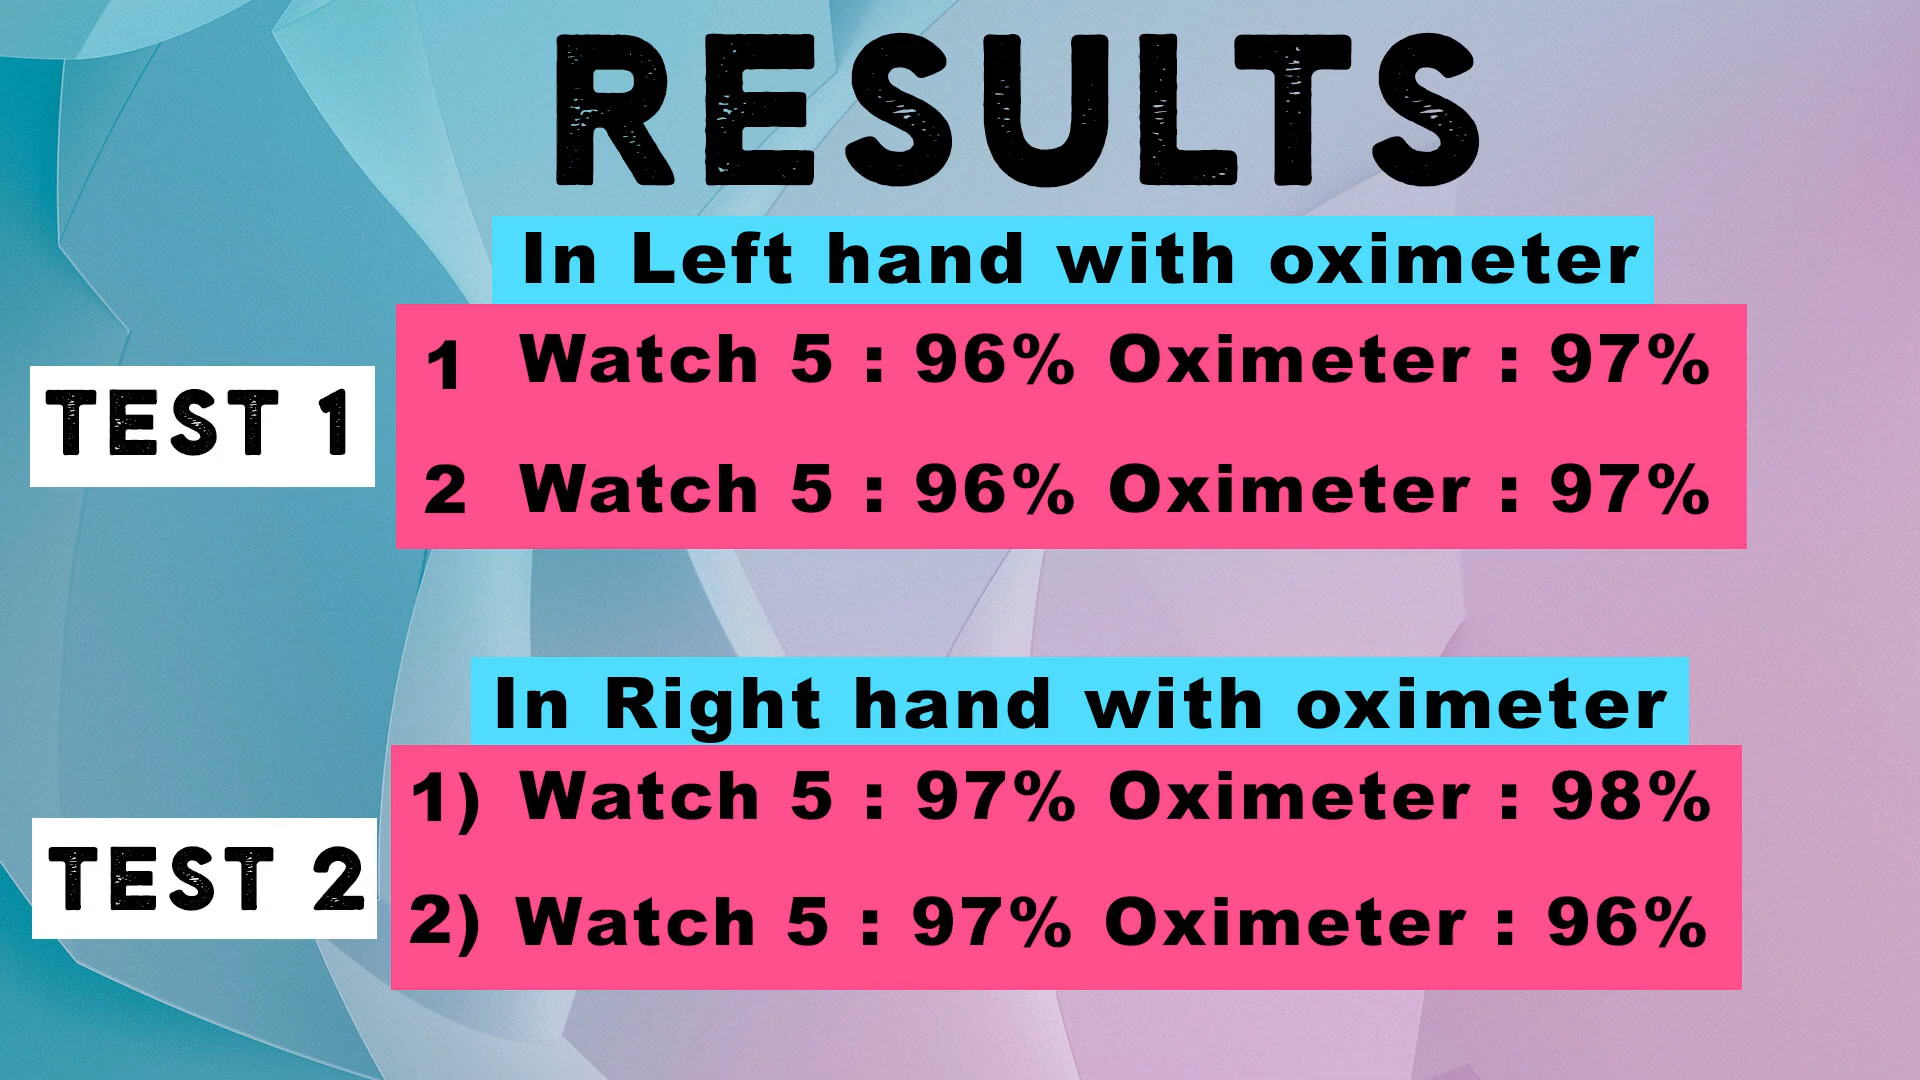 RESULTS
In Left hand with oximeter
TEST 1
1 Watch 5 : 96% Oximeter : 97%
2 Watch 5 : 96% Oximeter : 97%
In Right hand with oximeter
TEST 2
1) Watch 5 : 97% Oximeter : 98%
2) Watch 5 : 97% Oximeter : 96%